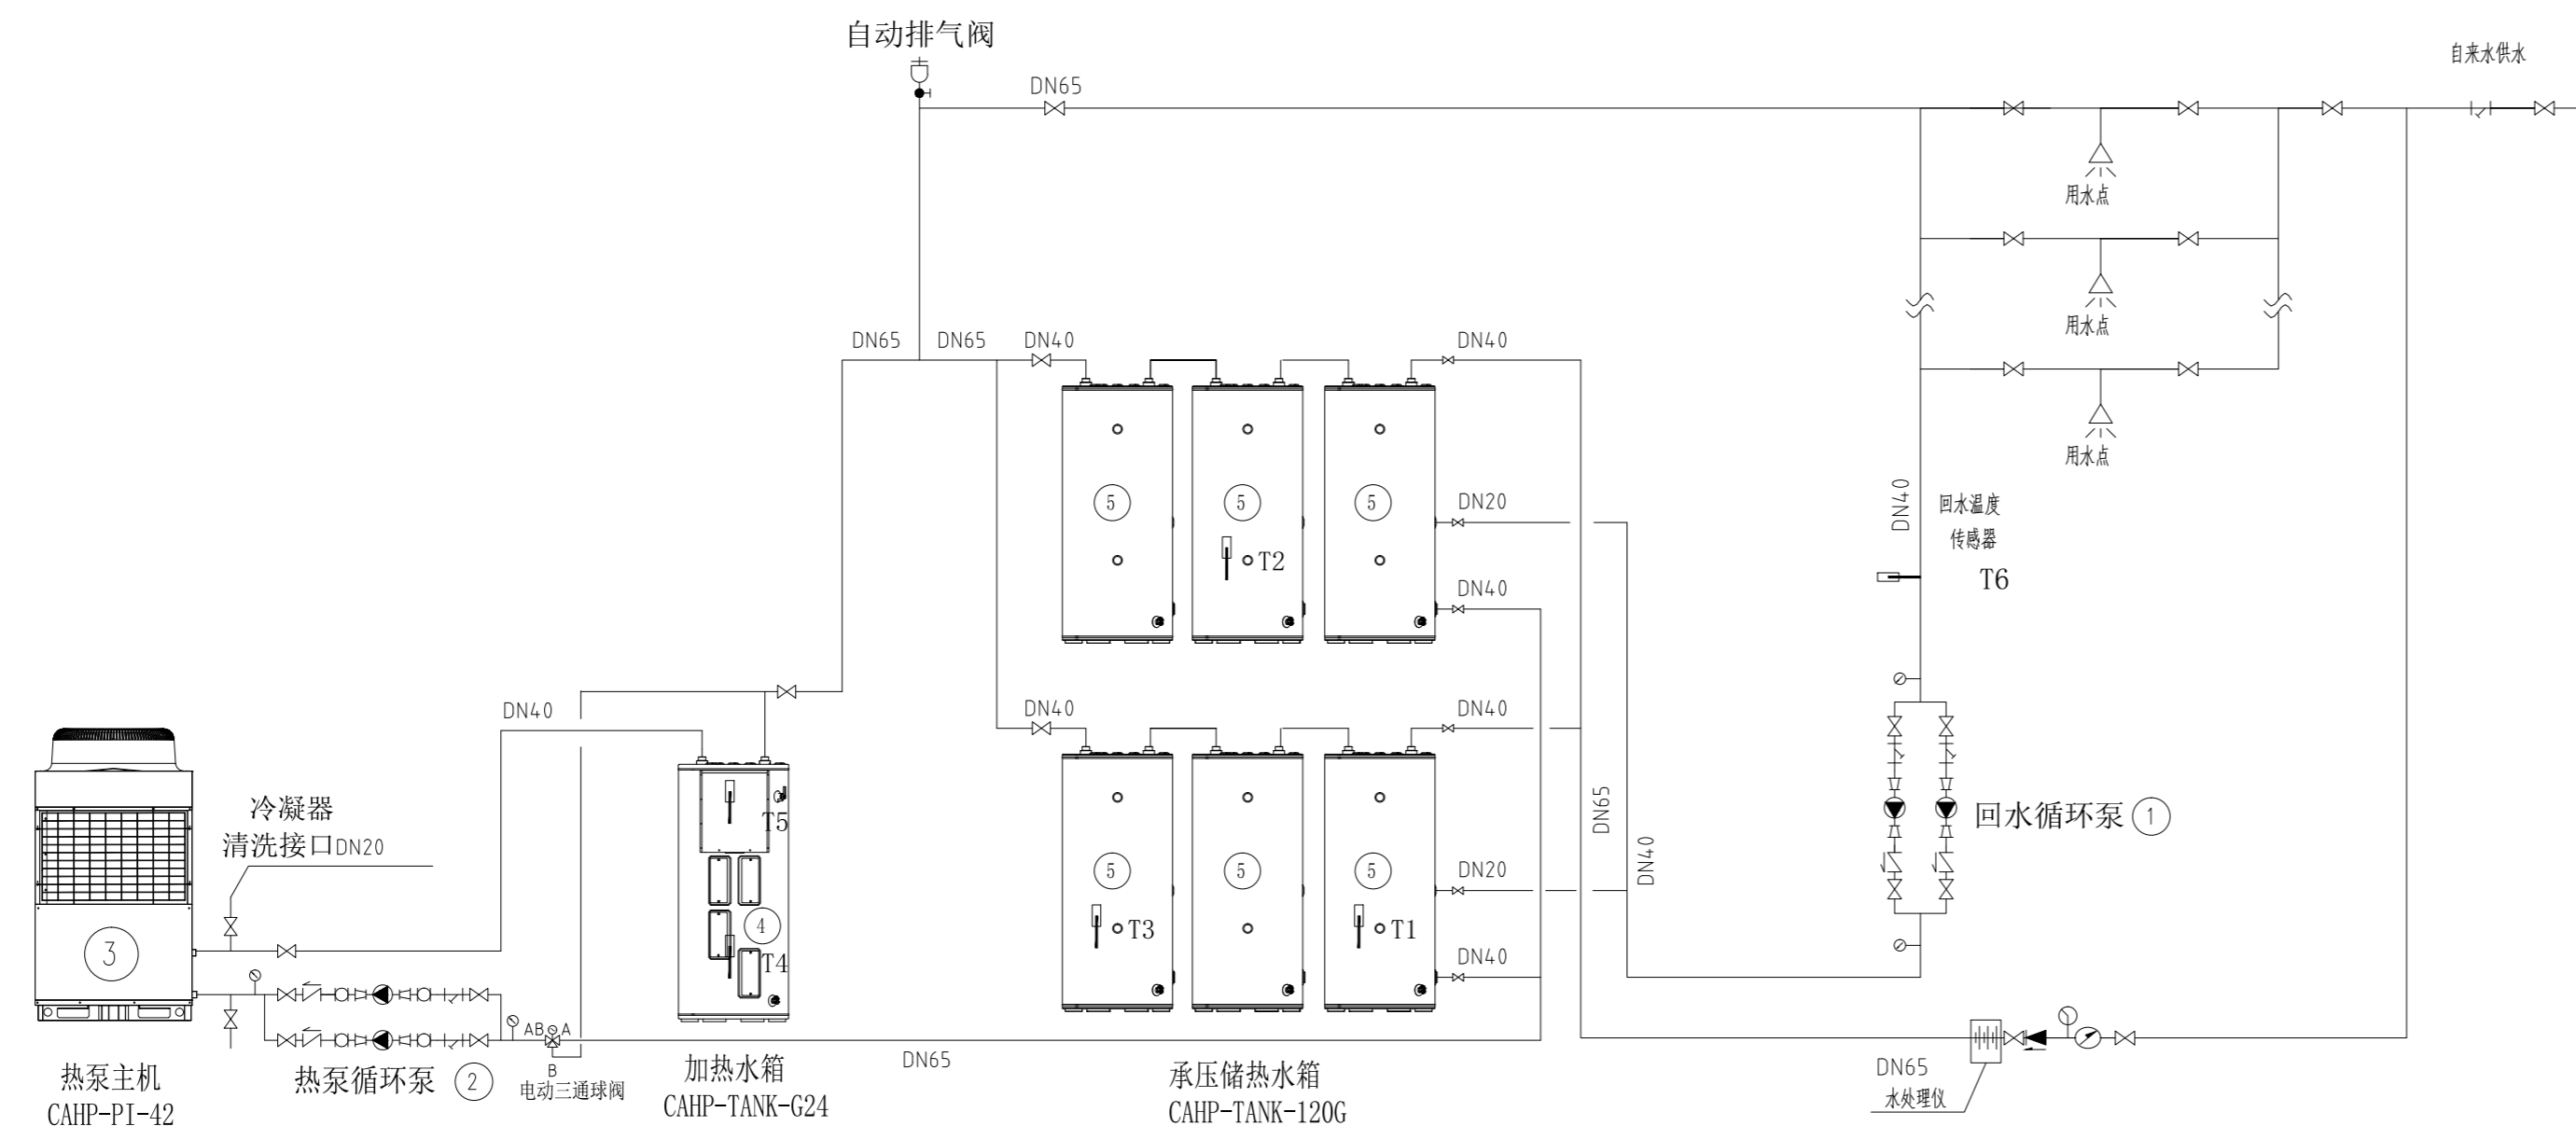 自动排气阀
自来水供水
DN65
用水点
用水点
DN65
DN65
DN40
DN40
用水点
DN40
回水温度
传感器
T6
5
5
5
DN20
T2
DN40
DN40
DN40
DN40
冷凝器
清洗接口DN20
T5
DN65
回水循环泵
1
DN40
5
5
5
DN20
3
4
T3
T1
T4
DN40
AB
A
B
电动三通球阀
DN65
DN65
水处理仪
热泵主机
CAHP-PI-42
热泵循环泵
2
加热水箱
CAHP-TANK-G24
承压储热水箱
CAHP-TANK-120G